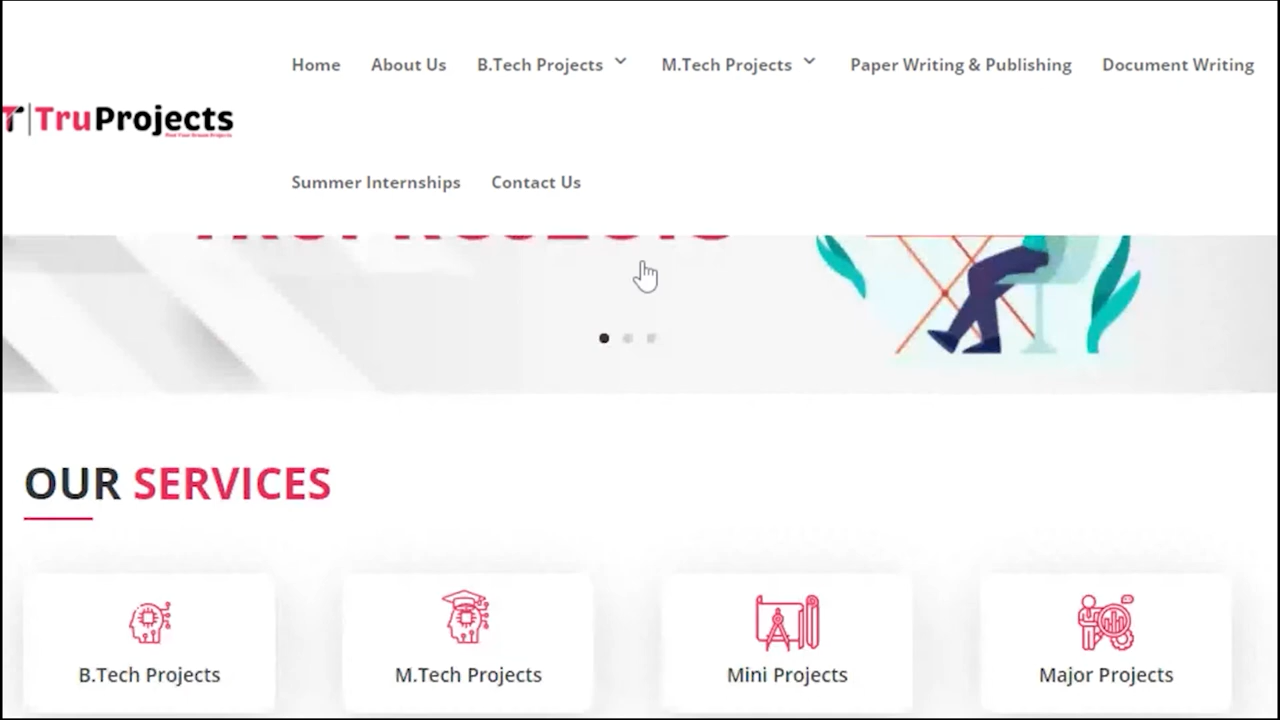 Home About Us B.Tech Projects M.Tech Projects Paper Writing & Publishing Document Writing
TruProjects
Summer Internships Contact Us
OUR SERVICES
B.Tech Projects
M.Tech Projects
Mini Projects
Major Projects